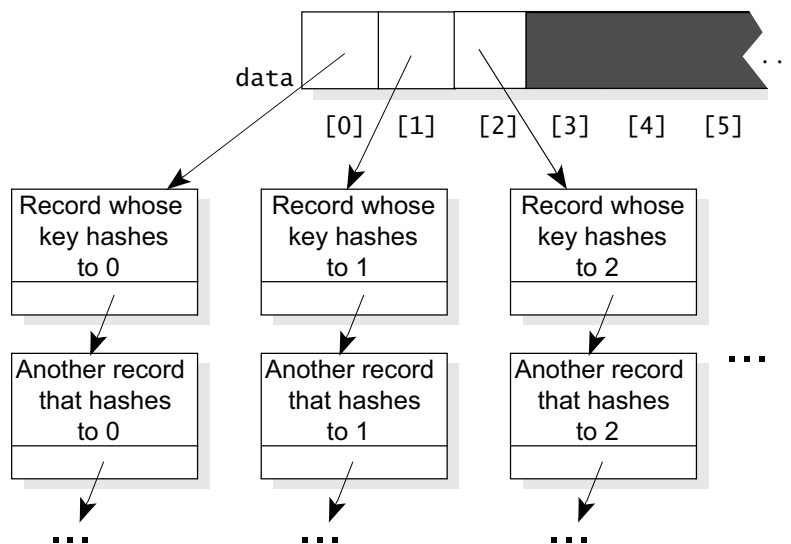 data
[0] [1] [2] [3] [4] [5]
...
Record whose
key hashes
to 0
Record whose
key hashes
to 1
Record whose
key hashes
to 2
Another record
that hashes
to 0
Another record
that hashes
to 1
Another record
that hashes
to 2
...
... ... ...